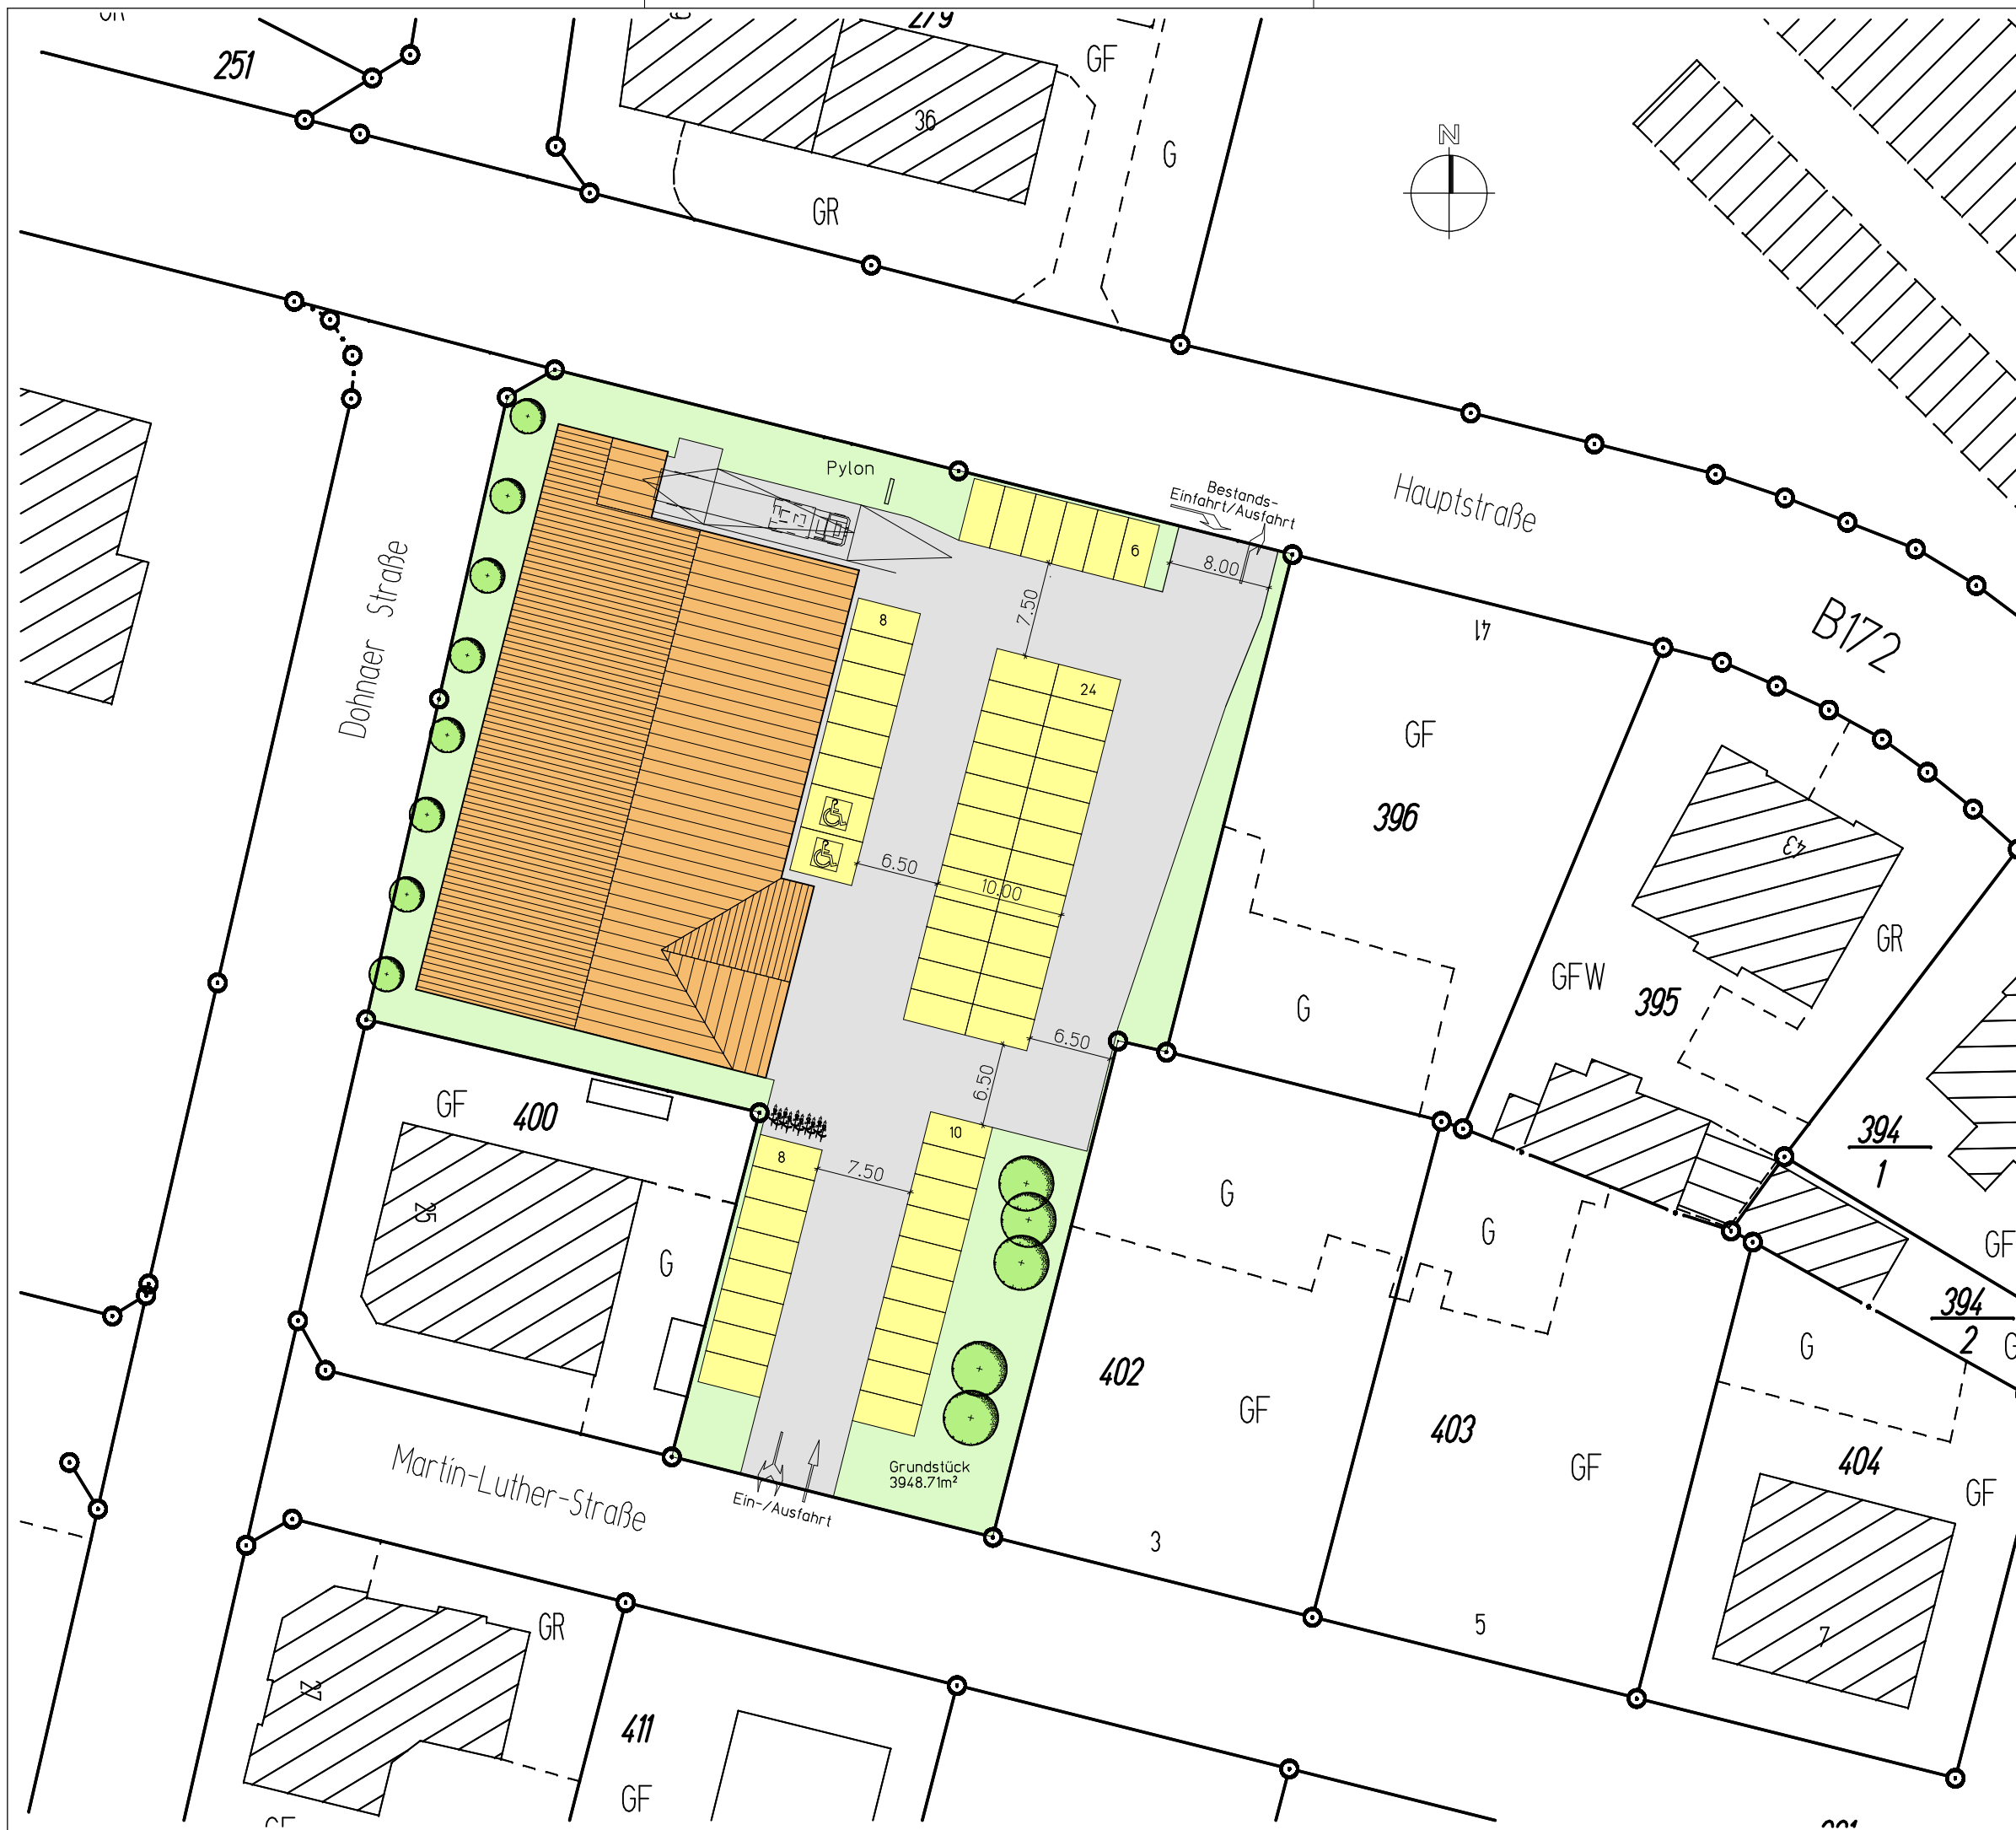 279
251
GF
36
G
N
GR
Pylon
Bestands-
Einfahrt/Ausfahrt
Hauptstraße
6
8.00
7.50
8
41
B172
24
Dohnaer Straße
GF
396
43
6.50
10.00
GR
GFW
395
G
6.50
6.50
GF
400
10
394
1
8
7.50
25
G
G
G
GF
394
2
G
G
402
403
GF
GF
404
GF
Martin-Luther-Straße
Grundstück
3948.71m²
Ein-/Ausfahrt
3
5
7
GR
411
GF